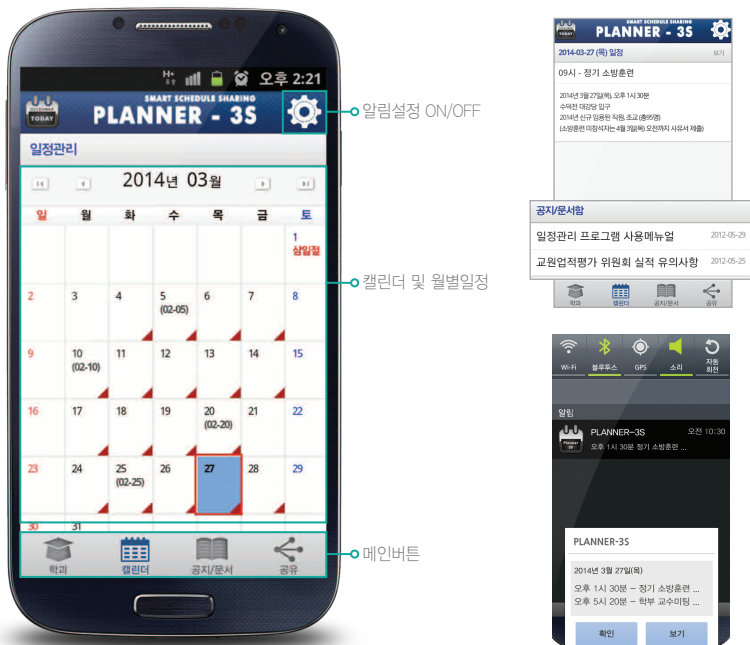 H+
오후 2:21
TODAY
SMART SCHEDULE SHARING
PLANNER - 3S
알림설정 ON/OFF
일정관리
2014년 03월
일 월 화 수 목 금 토
1
삼일절
2 3 4 5 6 7 8
(02-05)
9 10 11 12 13 14 15
(02-10)
16 17 18 19 20 21 22
(02-20)
23 24 25 26 27 28 29
(02-25)
30 31
캘린더 및 월별일정
학과 캘린더 공지/문서 공유
메인버튼
TODAY
SMART SCHEDULE SHARING
PLANNER - 3S
2014-03-27 (목) 일정 보기
09시 - 정기 소방훈련
2014년 3월 27일(목), 오후 1시 30분
수덕전 대강당 입구
2014년 신규 임용된 직원, 조교 (총95명)
(소방훈련 미참석자는 4월 3일(목) 오전까지 사유서 제출)
공지/문서함
일정관리 프로그램 사용메뉴얼 2012-05-29
교원업적평가 위원회 실적 유의사항 2012-05-25
학과 캘린더 공지/문서 공유
Wi-Fi 블루투스 GPS 소리 자동
회전
알림
PLANNER-3S 오전 10:30
오후 1시 30분 정기 소방훈련 ...
PLANNER-3S
2014년 3월 27일(목)
오후 1시 30분 - 정기 소방훈련 ...
오후 5시 20분 - 학부 교수미팅 ...
확인 보기